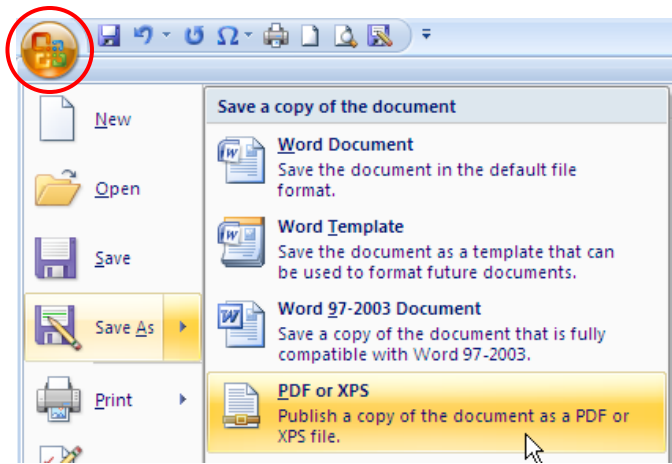 New
Open
Save
Save As
Print
Save a copy of the document
Word Document
Save the document in the default file
format.
Word Template
Save the document as a template that can
be used to format future documents.
Word 97-2003 Document
Save a copy of the document that is fully
compatible with Word 97-2003.
PDF or XPS
Publish a copy of the document as a PDF or
XPS file.